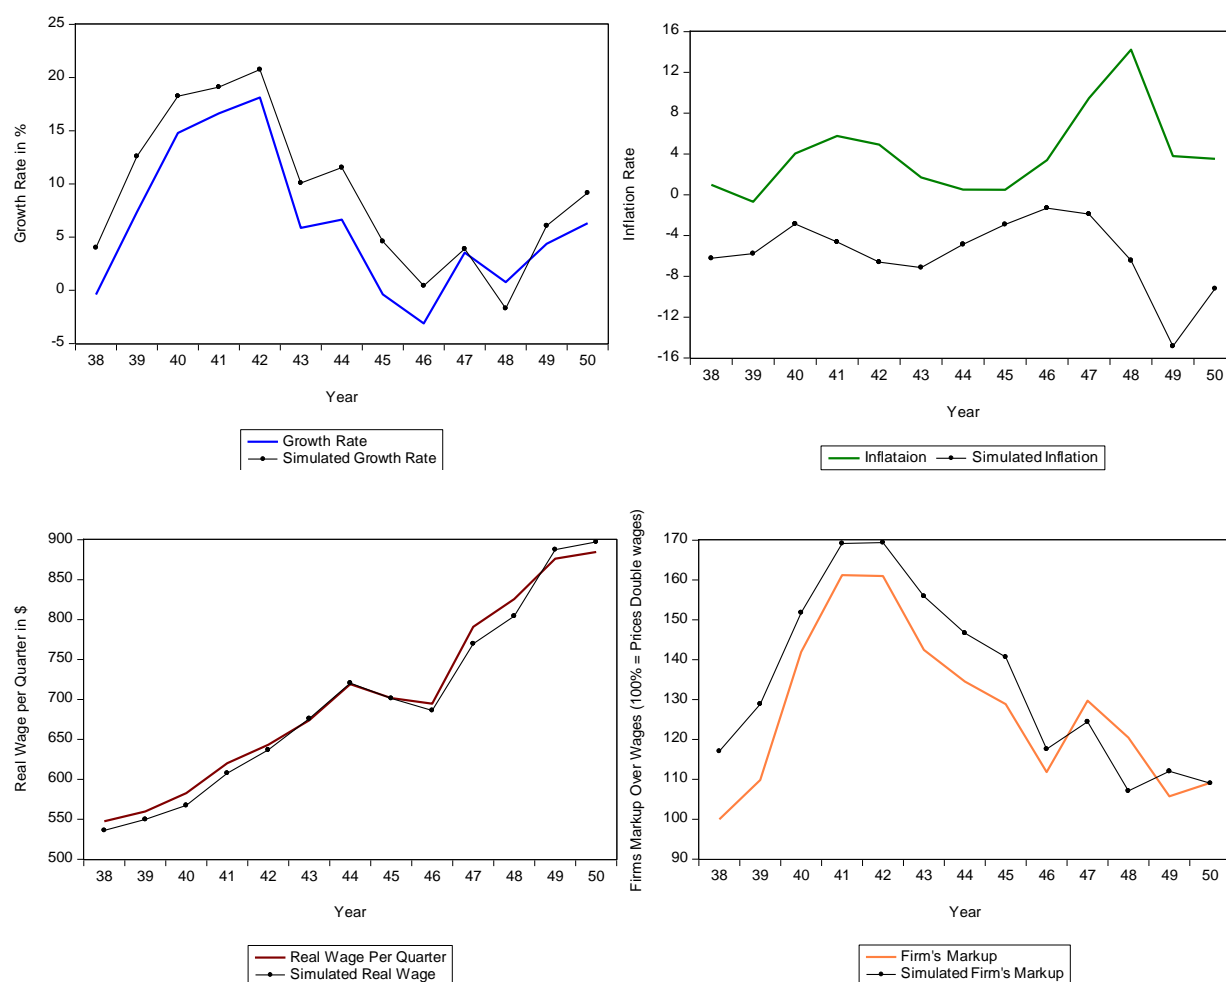 Growth Rate in %
25
20
15
10
5
0
-5
38 39 40 41 42 43 44 45 46 47 48 49 50
Year
Growth Rate
Simulated Growth Rate
Inflation Rate
16
12
8
4
0
-4
-8
-12
-16
38 39 40 41 42 43 44 45 46 47 48 49 50
Year
Inflataion
Simulated Inflation
Real Wage per Quarter in $
900
850
800
750
700
650
600
550
500
38 39 40 41 42 43 44 45 46 47 48 49 50
Year
Real Wage Per Quarter
Simulated Real Wage
Firms Markup Over Wages (100% = Prices Double wages)
170
160
150
140
130
120
110
100
90
38 39 40 41 42 43 44 45 46 47 48 49 50
Year
Firm's Markup
Simulated Firm's Markup